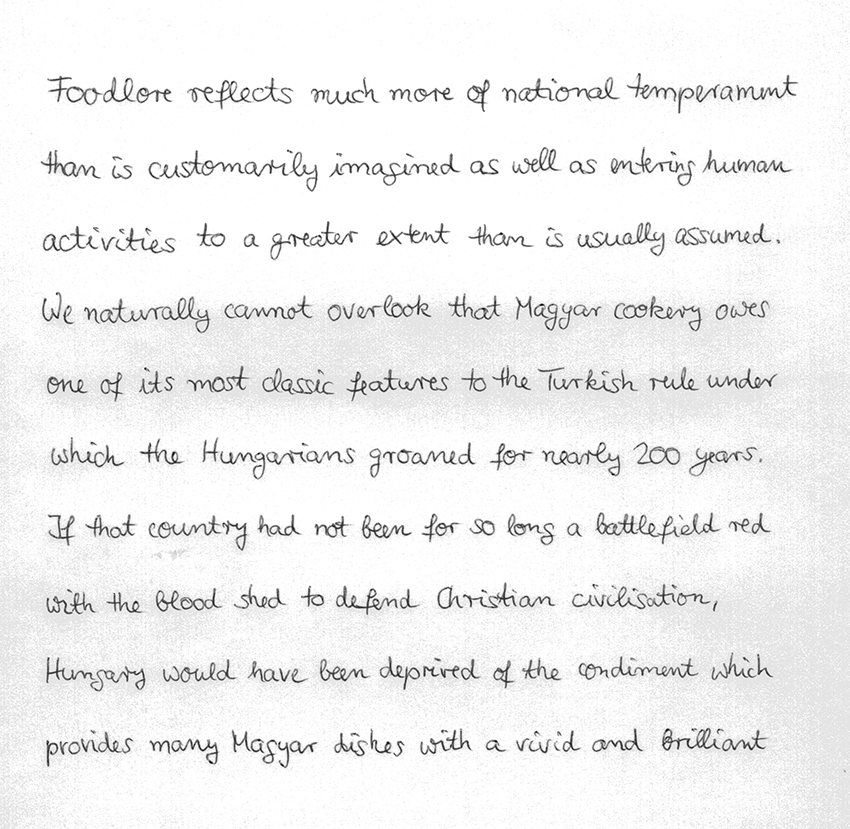 Foodlore reflects much more of national temperament
than is customarily imagined as well as entering human
activities to a greater extent than is usually assumed.
We naturally cannot overlook that Magyar cookery owes
one of its most classic features to the Turkish rule under
which the Hungarians groaned for nearly 200 years.
If that country had not been for so long a battlefield red
with the blood shed to defend Christian civilisation,
Hungary would have been deprived of the condiment which
provides many Magyar dishes with a vivid and brilliant